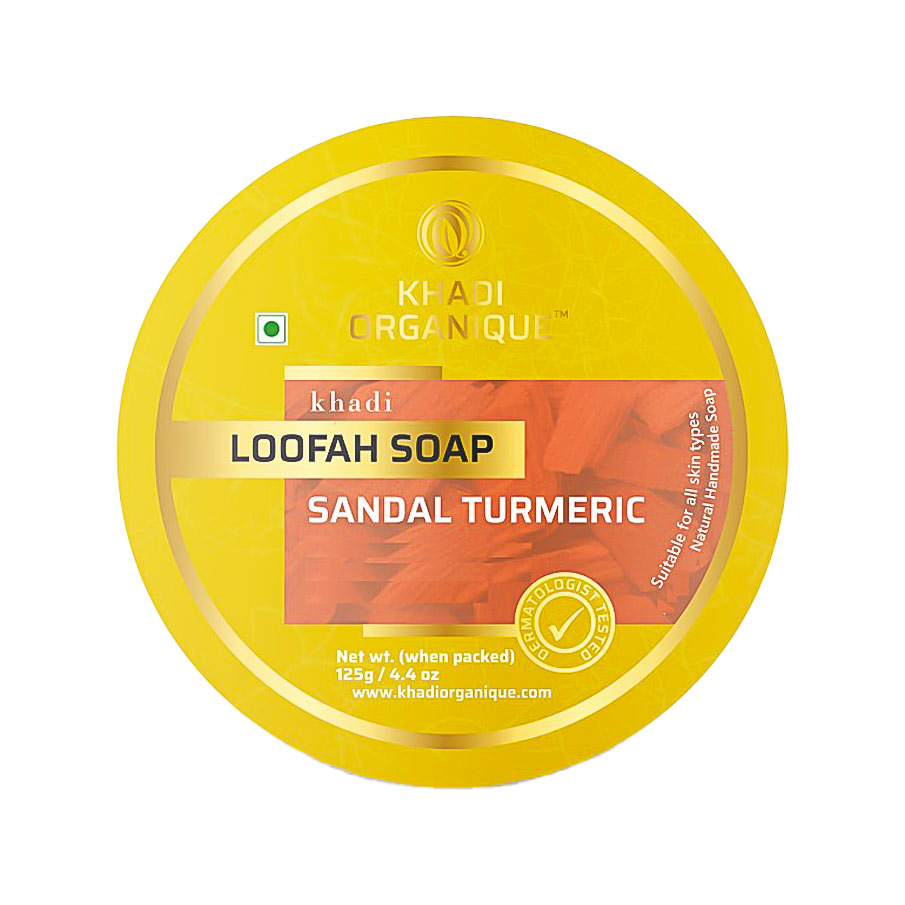 KHADI
ORGANIQUE™
khadi
LOOFAH SOAP
SANDAL TURMERIC
Suitable for all skin types
Natural Handmade Soap
DERMATOLOGIST TESTED
Net wt. (when packed)
125g / 4.4 oz
www.khadiorganique.com